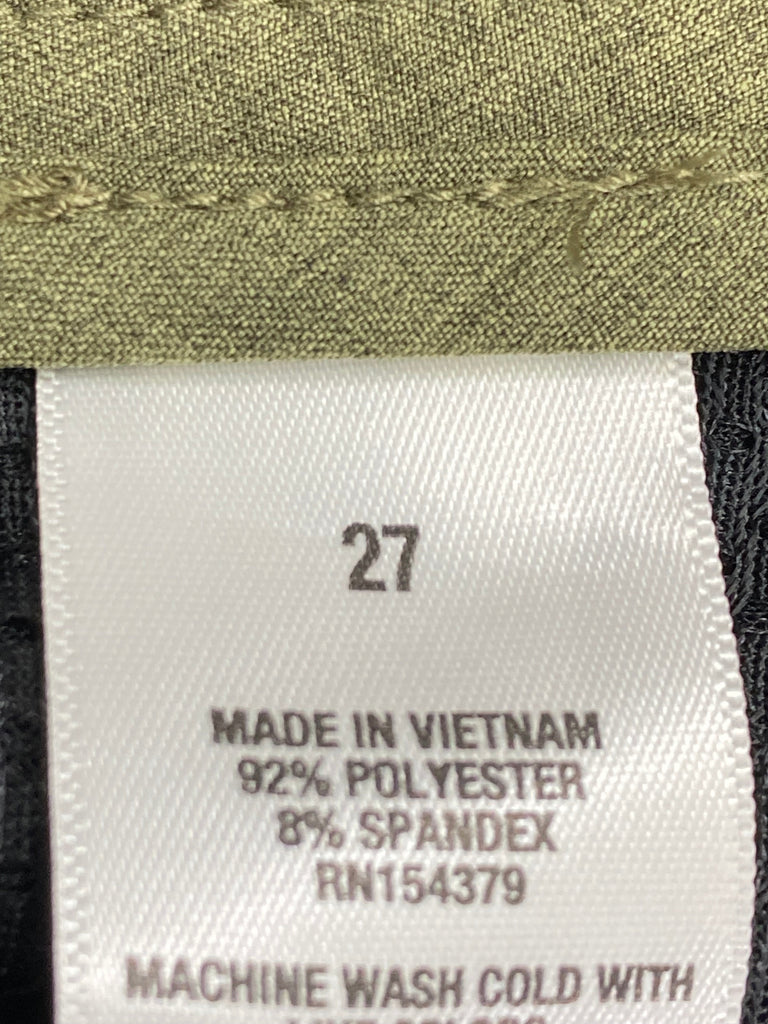 27
MADE IN VIETNAM
92% POLYESTER
8% SPANDEX
RN154379
MACHINE WASH COLD WITH